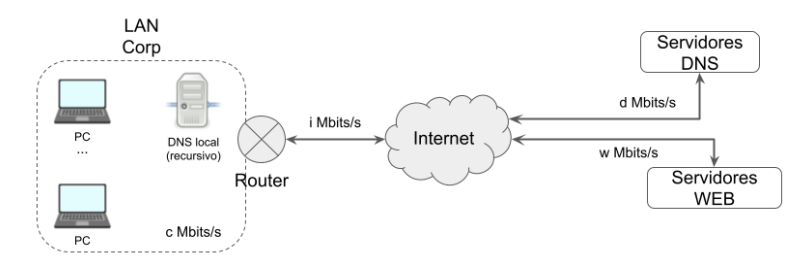 LAN
Corp
PC
...
PC
DNS local
(recursivo)
c Mbits/s
Router
i Mbits/s
Internet
d Mbits/s
w Mbits/s
Servidores
DNS
Servidores
WEB